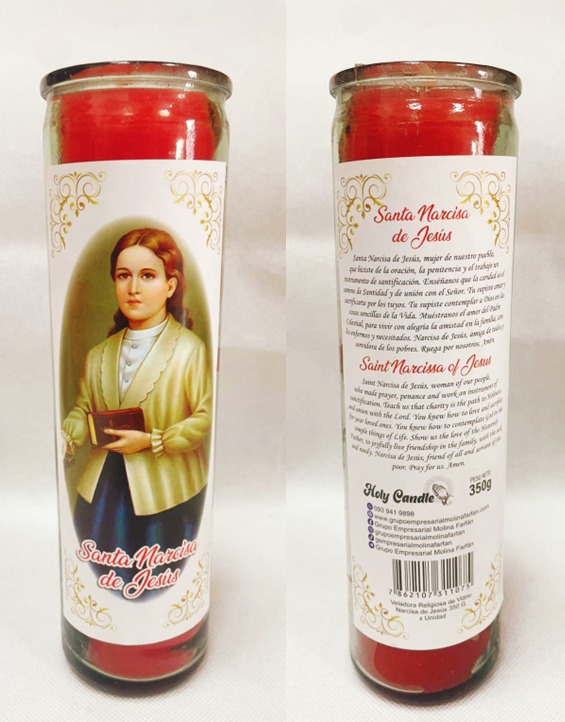 Santa Narcisa
de Jesús
Santa Narcisa
de Jesús
Santa Narcisa de Jesús, mujer de nuestro pueblo,
que hiciste de la oración, la penitencia y el trabajo un
instrumento de santificación. Enséñanos que la caridad es el
camino de Santidad y de unión con el Señor. Tu supiste amar y
sacrificarte por los tuyos. Tu supiste contemplar a Dios en las
cosas sencillas de la Vida. Muéstranos el amor del Padre
Celestial, para vivir con alegría la amistad en la familia, con
los enfermos y necesitados. Narcisa de Jesús, amiga de todos y
servidora de los pobres. Ruega por nosotros. Amén.
Saint Narcissa of Jesus
Saint Narcisa de Jesús, woman of our people,
who made prayer, penance and work an instrument of
sanctification. Teach us that charity is the path to Holiness
and union with the Lord. You knew how to love and sacrifice
for your loved ones. You knew how to contemplate God in the
simple things of Life. Show us the love of the Heavenly
Father, to joyfully live friendship in the family, with the sick
and needy. Narcisa de Jesús, friend of all and servant of the
poor. Pray for us. Amen.
Holy Candle
PESO NETO
350g
093 941 9898
www.grupoempresarialmolinafarfan.com
Grupo Empresarial Molina Farfán
grupoempresarialmolinafarfan
gempresarialmolinafarfan
Grupo Empresarial Molina Farfán
7 862107 311075
Veladora Religiosa de Vidrio
Narcisa de Jesús 350 G.
x Unidad